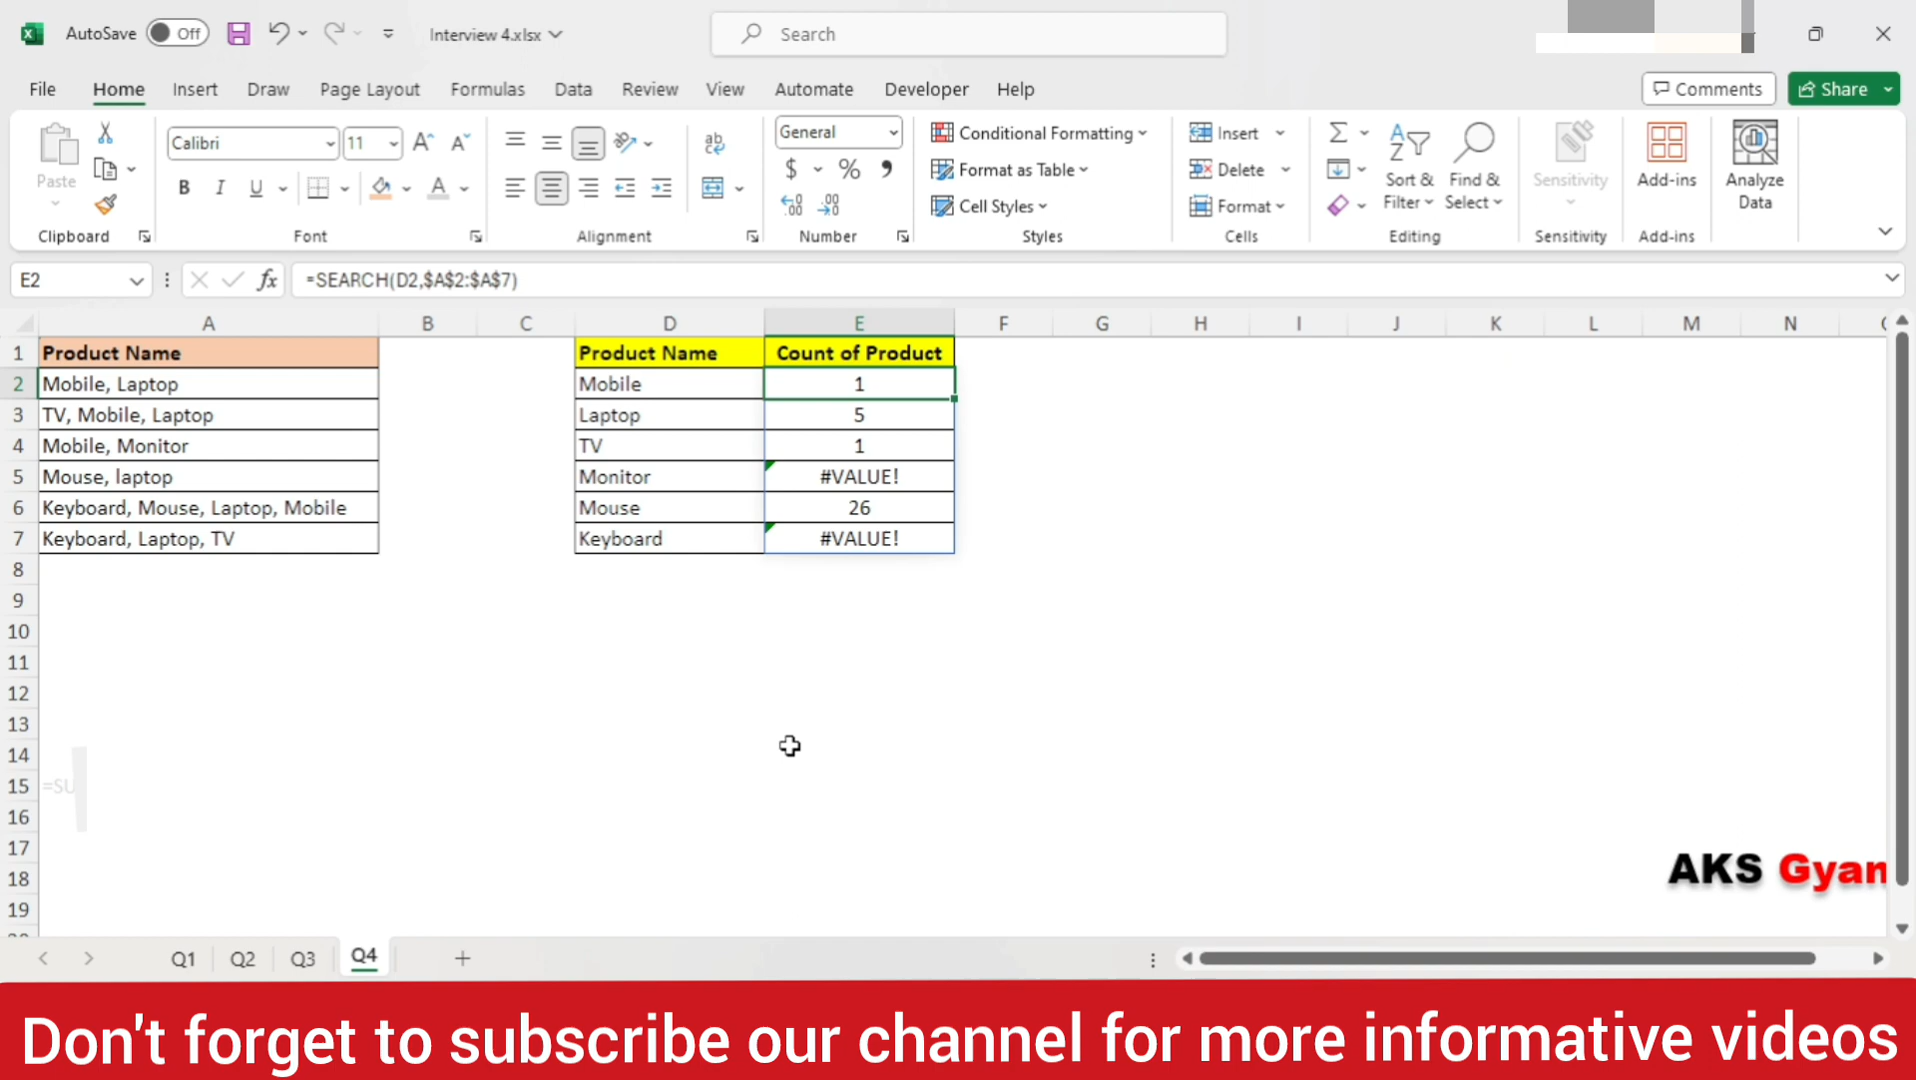 AutoSave Off Interview 4.xlsx Search
File Home Insert Draw Page Layout Formulas Data Review View Automate Developer Help Comments Share
Paste Calibri 11 General Conditional Formatting Insert Sort & Filter Find & Select Sensitivity Add-ins Analyze Data
B I U $ % Format as Table Delete
Cell Styles Format
Clipboard Font Alignment Number Styles Cells Editing Sensitivity Add-ins
E2 fx =SEARCH(D2,$A$2:$A$7)
A B C D E F G H I J K L M N
1 Product Name Product Name Count of Product
2 Mobile, Laptop Mobile 1
3 TV, Mobile, Laptop Laptop 5
4 Mobile, Monitor TV 1
5 Mouse, laptop Monitor #VALUE!
6 Keyboard, Mouse, Laptop, Mobile Mouse 26
7 Keyboard, Laptop, TV Keyboard #VALUE!
8
9
10
11
12
13
14
15 =SU
16
17
18 AKS Gyan
19
Q1 Q2 Q3 Q4
Don't forget to subscribe our channel for more informative videos